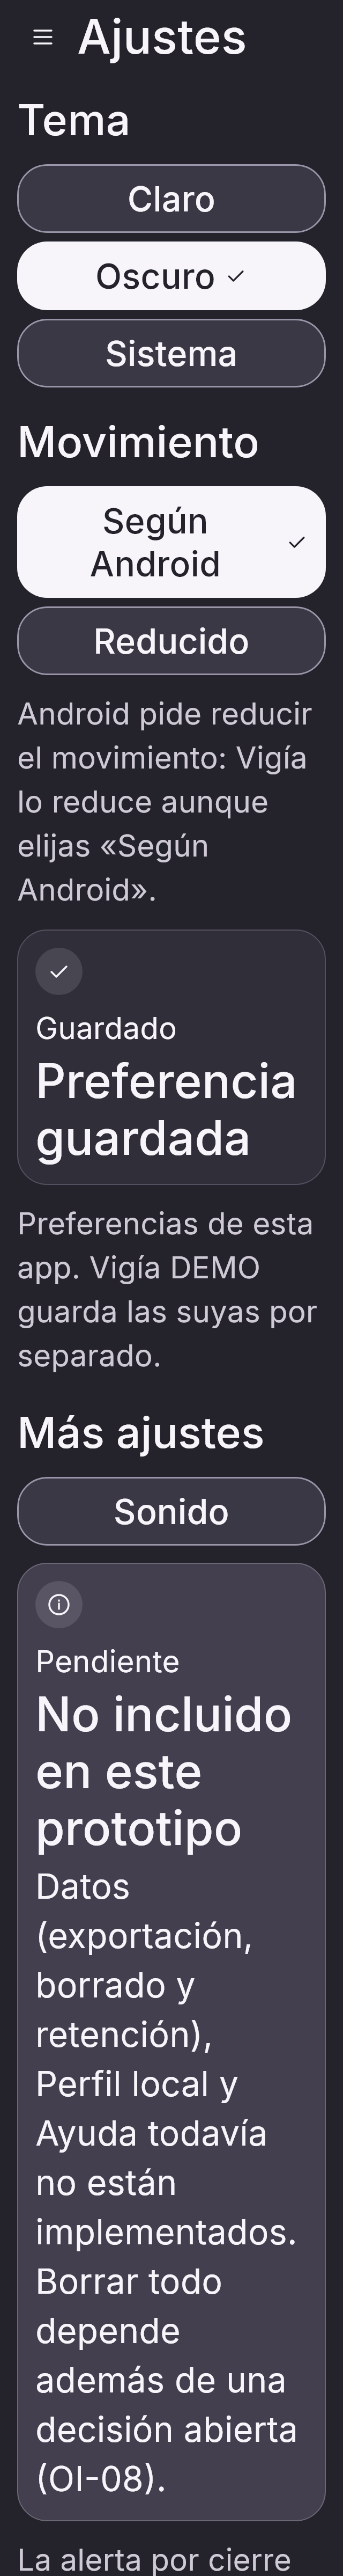 Ajustes
Tema
Claro
Oscuro
Sistema
Movimiento
Según
Android
Reducido
Android pide reducir
el movimiento: Vigía
lo reduce aunque
elijas «Según
Android».
Guardado
Preferencia
guardada
Preferencias de esta
app. Vigía DEMO
guarda las suyas por
separado.
Más ajustes
Sonido
Pendiente
No incluido
en este
prototipo
Datos
(exportación,
borrado y
retención),
Perfil local y
Ayuda todavía
no están
implementados.
Borrar todo
depende
además de una
decisión abierta
(OI-08).
La alerta por cierre